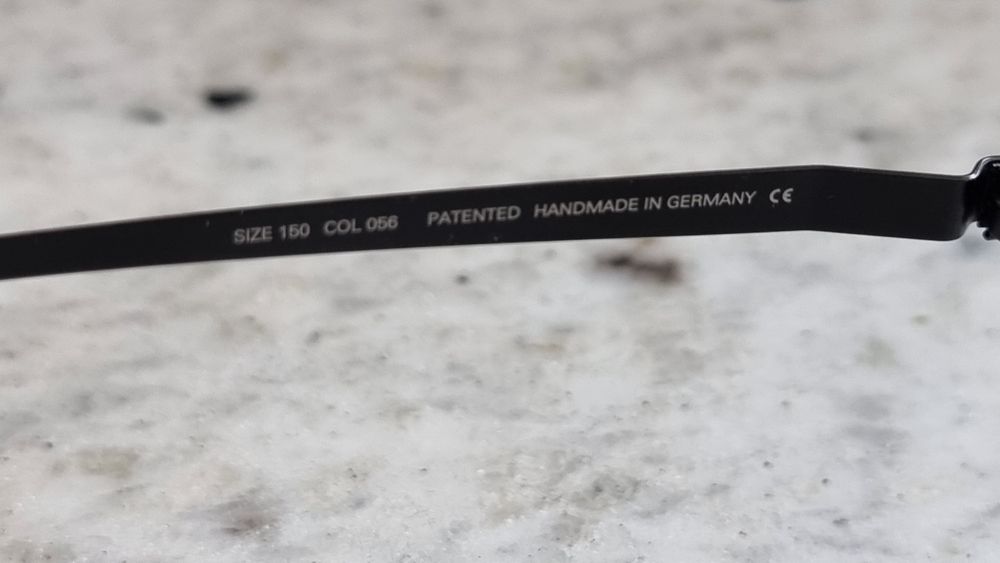 SIZE 150 COL 056 PATENTED HANDMADE IN GERMANY CE